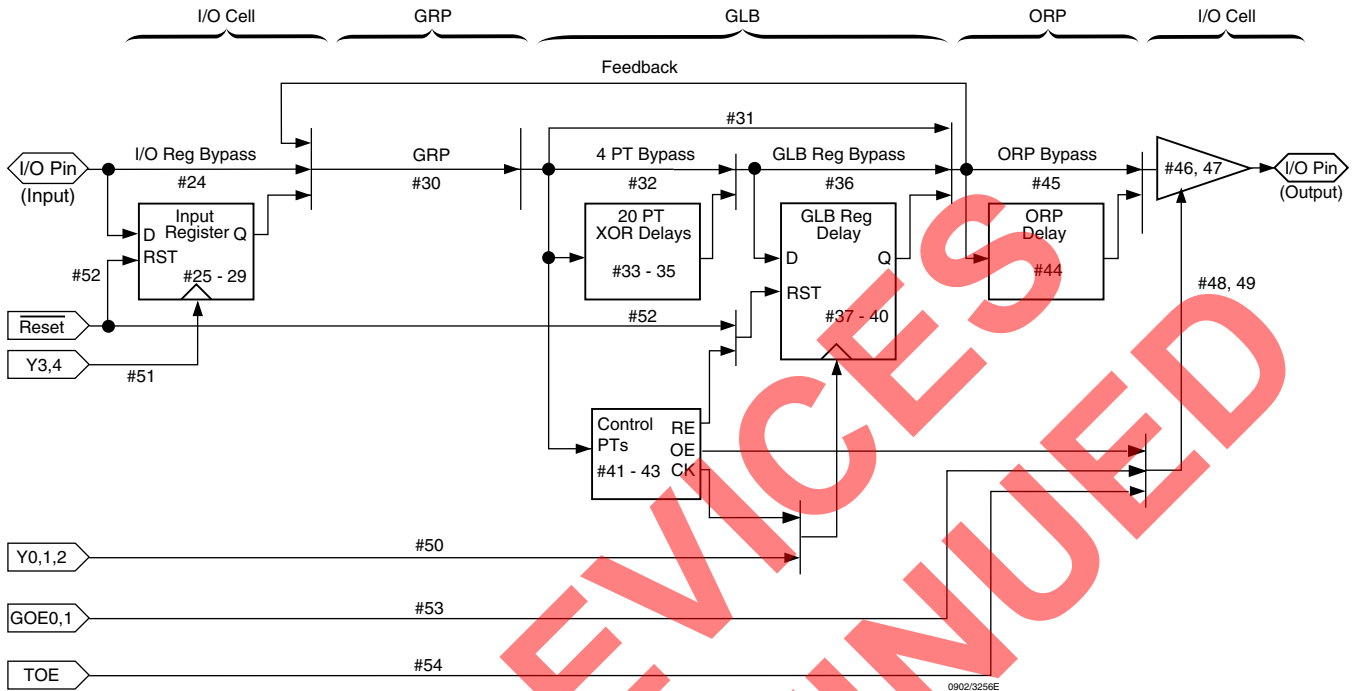 I/O Cell GRP GLB ORP I/O Cell
Feedback
#31
I/O Pin
(Input)
I/O Reg Bypass
#24
GRP
#30
4 PT Bypass
#32
GLB Reg Bypass
#36
ORP Bypass
#45
#46, 47
I/O Pin
(Output)
Input
Register
D Q
RST
#25 - 29
20 PT
XOR Delays
#33 - 35
GLB Reg
Delay
D Q
RST
#37 - 40
ORP
Delay
#44
#48, 49
#52
Reset
#52
Y3,4
#51
Control
PTs
#41 - 43
RE
OE
CK
Y0,1,2
#50
GOE0,1
#53
TOE
#54
0902/3256E
EVICES
NUED